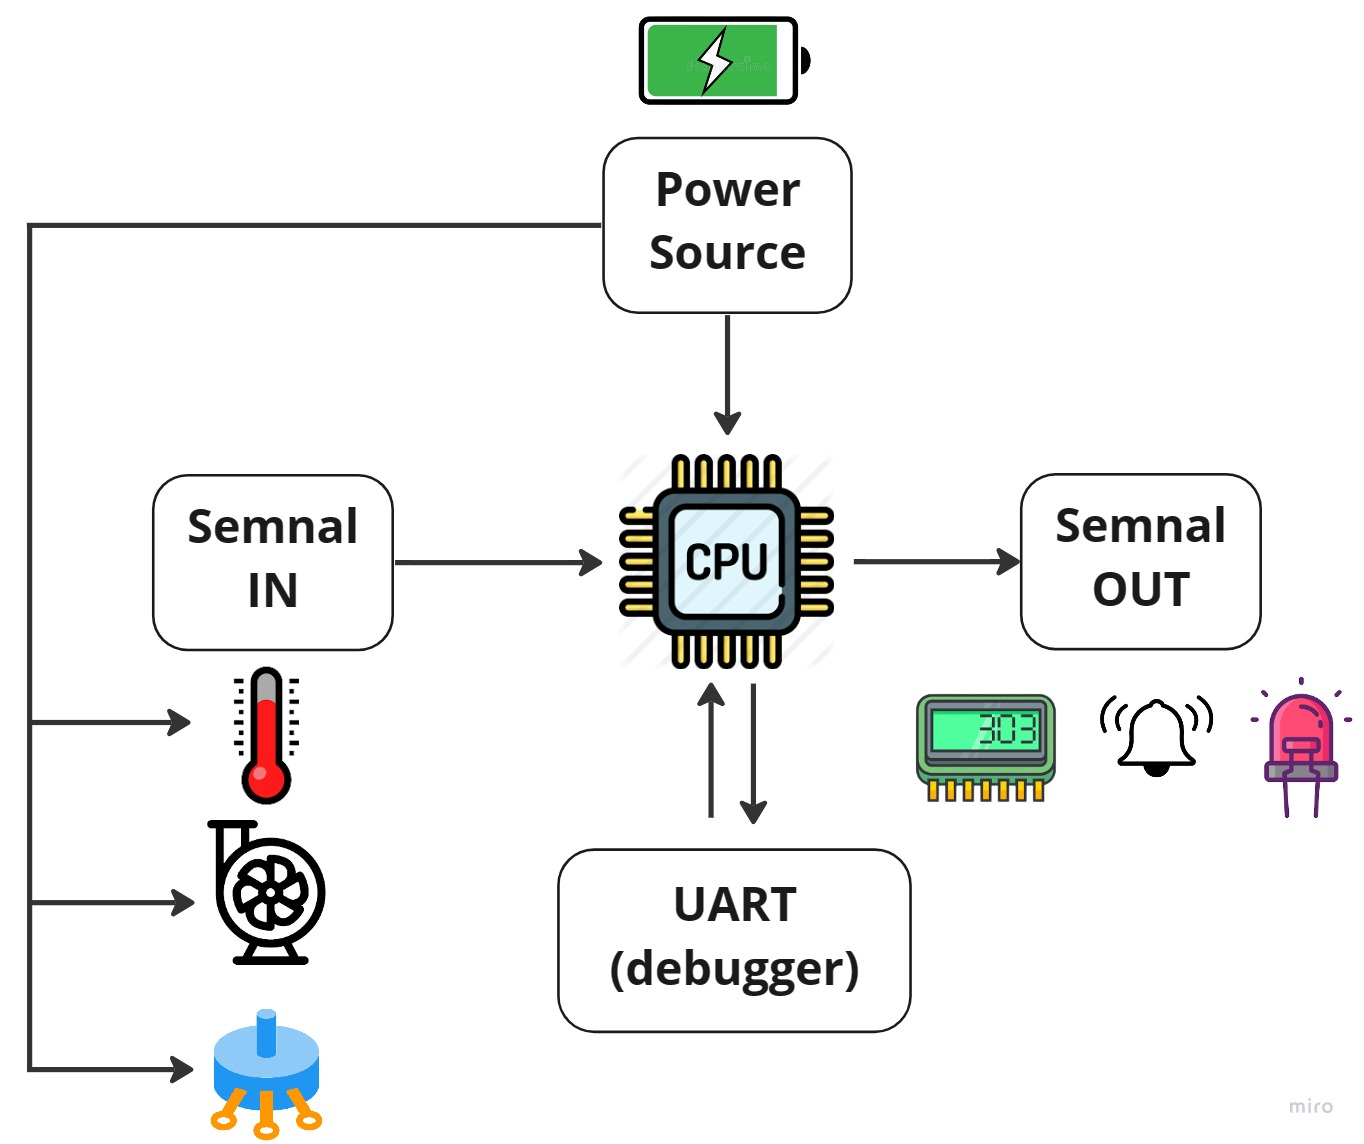 Power
Source
Semnal
IN
CPU
Semnal
OUT
303
UART
(debugger)
miro